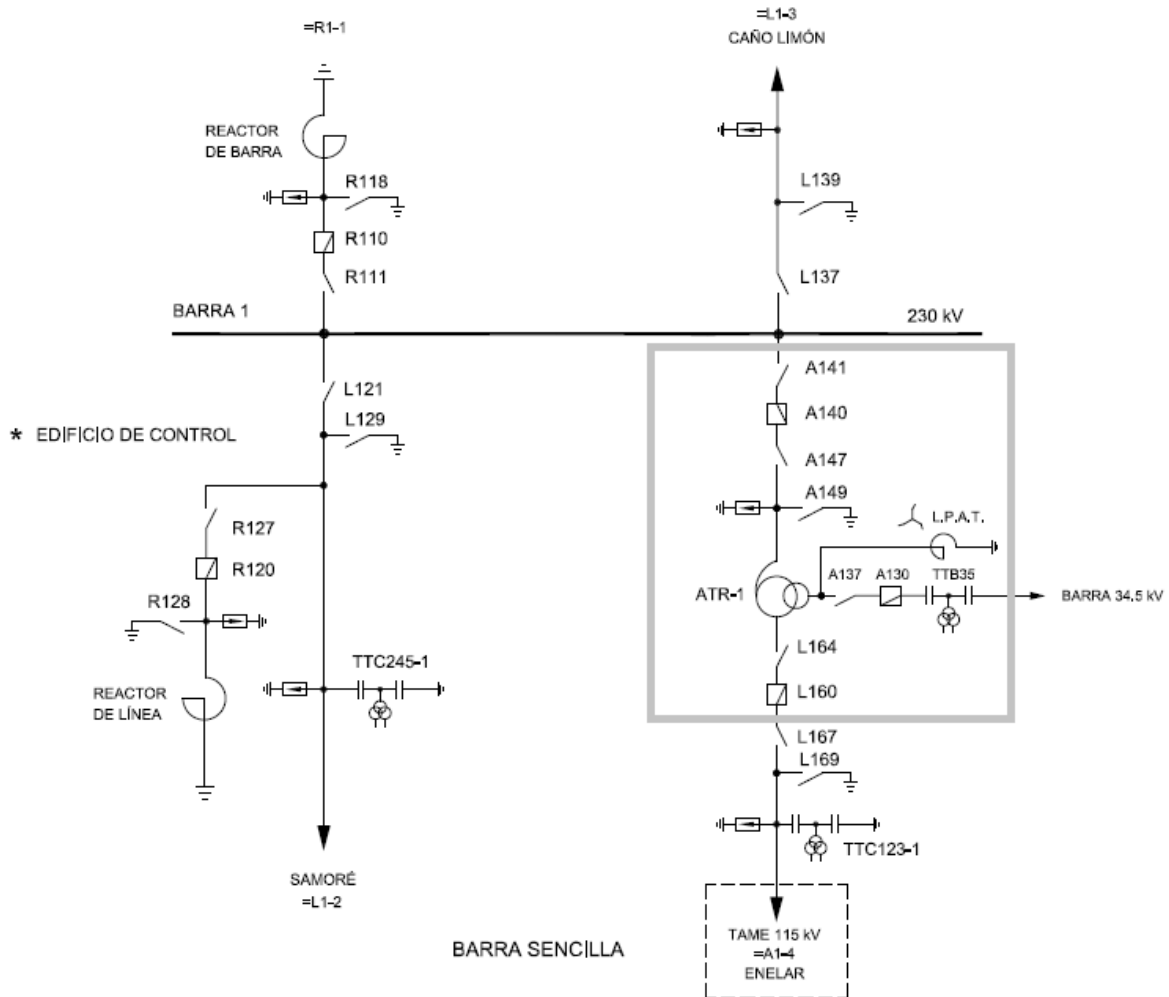 =R1-1
=L1-3
CAÑO LIMÓN
REACTOR
DE BARRA
R118
R110
R111
L139
L137
BARRA 1
230 kV
L121
L129
* EDIFICIO DE CONTROL
R127
R120
R128
REACTOR
DE LÍNEA
TTC245-1
SAMORÉ
=L1-2
A141
A140
A147
A149
L.P.A.T.
ATR-1
A137
A130
TTB35
BARRA 34.5 kV
L164
L160
L167
L169
TTC123-1
TAME 115 kV
=A1-4
ENELAR
BARRA SENCILLA